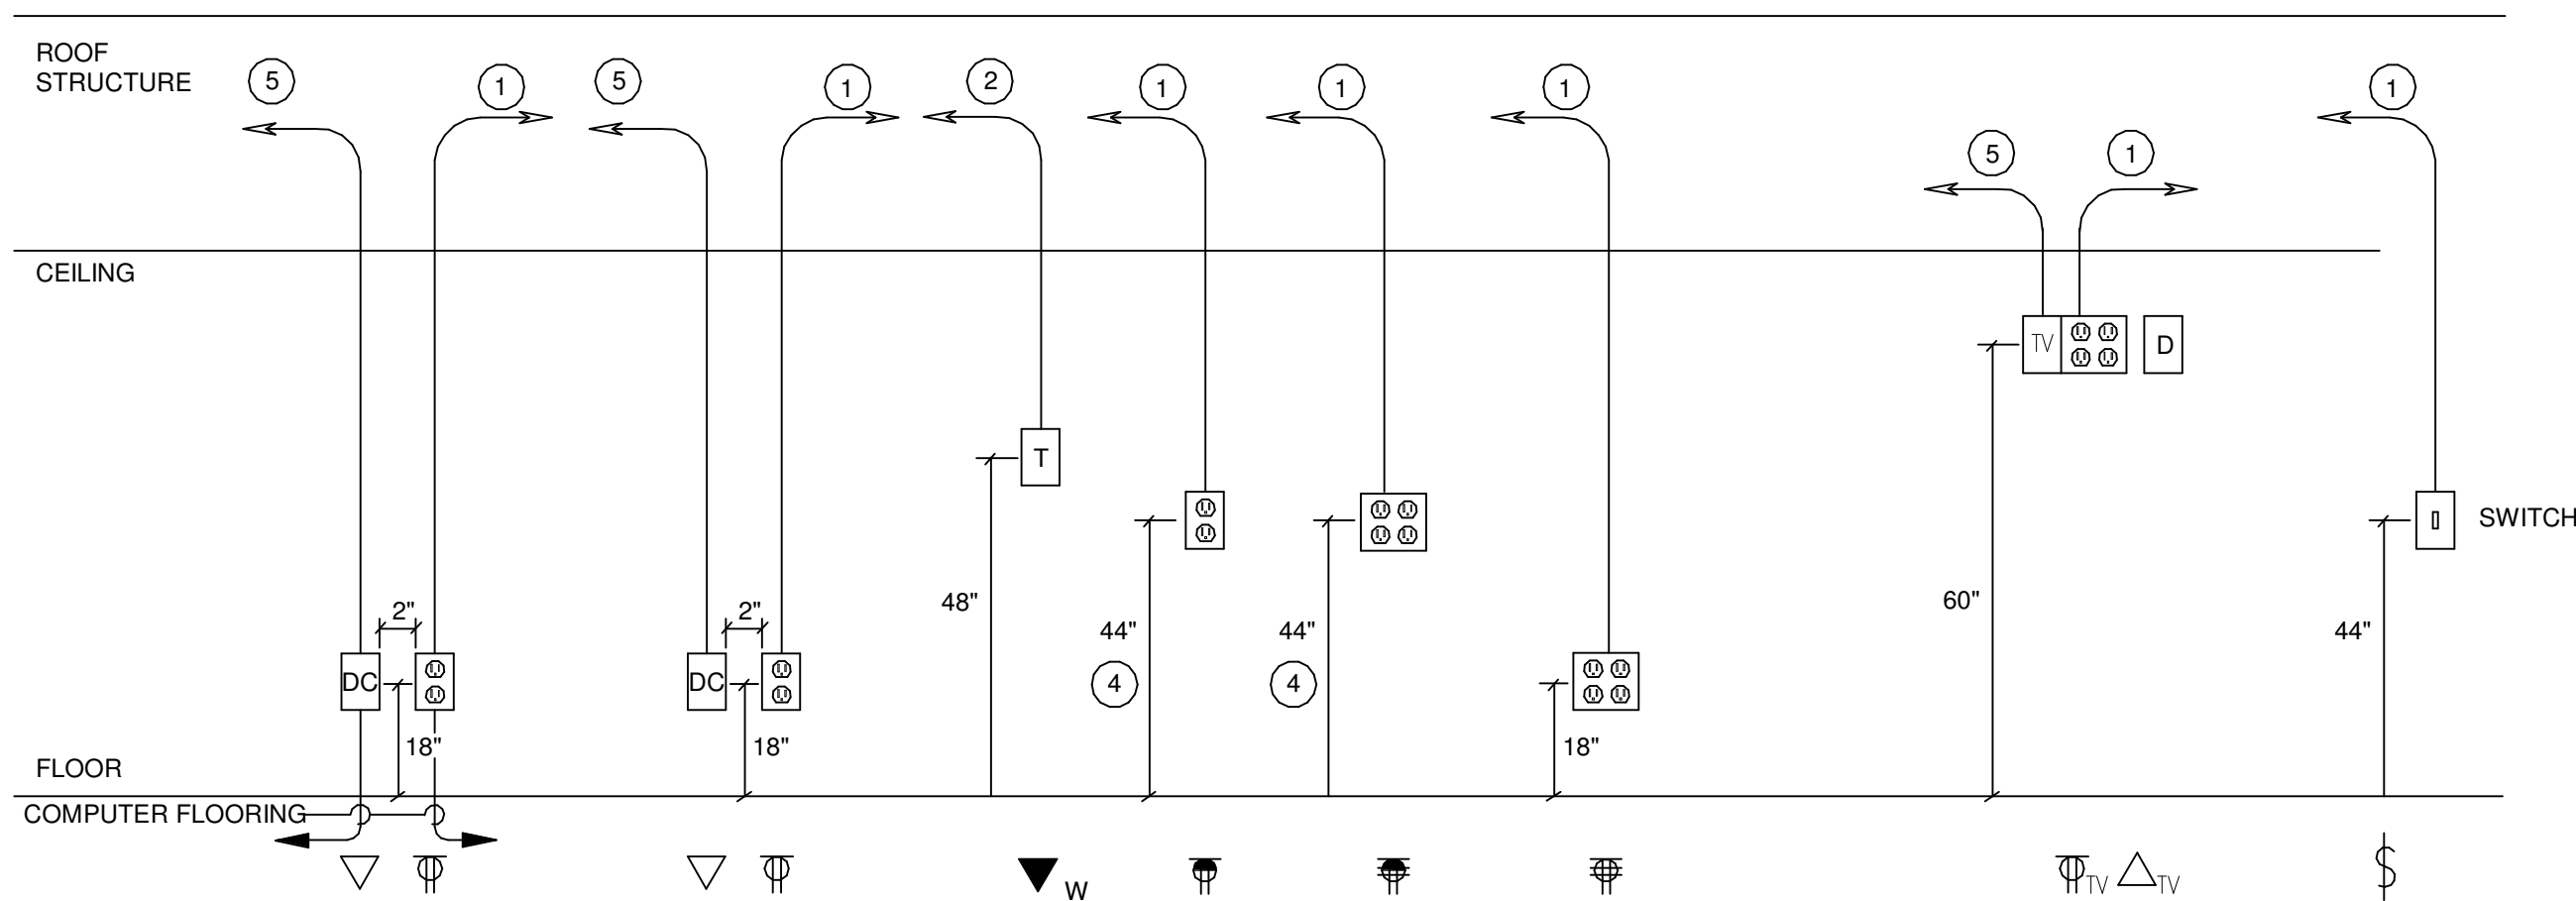 ROOF
STRUCTURE
5
1
5
1
2
1
1
1
5
1
1
CEILING
TV
D
T
SWITCH
48"
60"
2"
2"
44"
44"
44"
DC
DC
4
4
18"
18"
18"
FLOOR
COMPUTER FLOORING
W
TV
TV
$